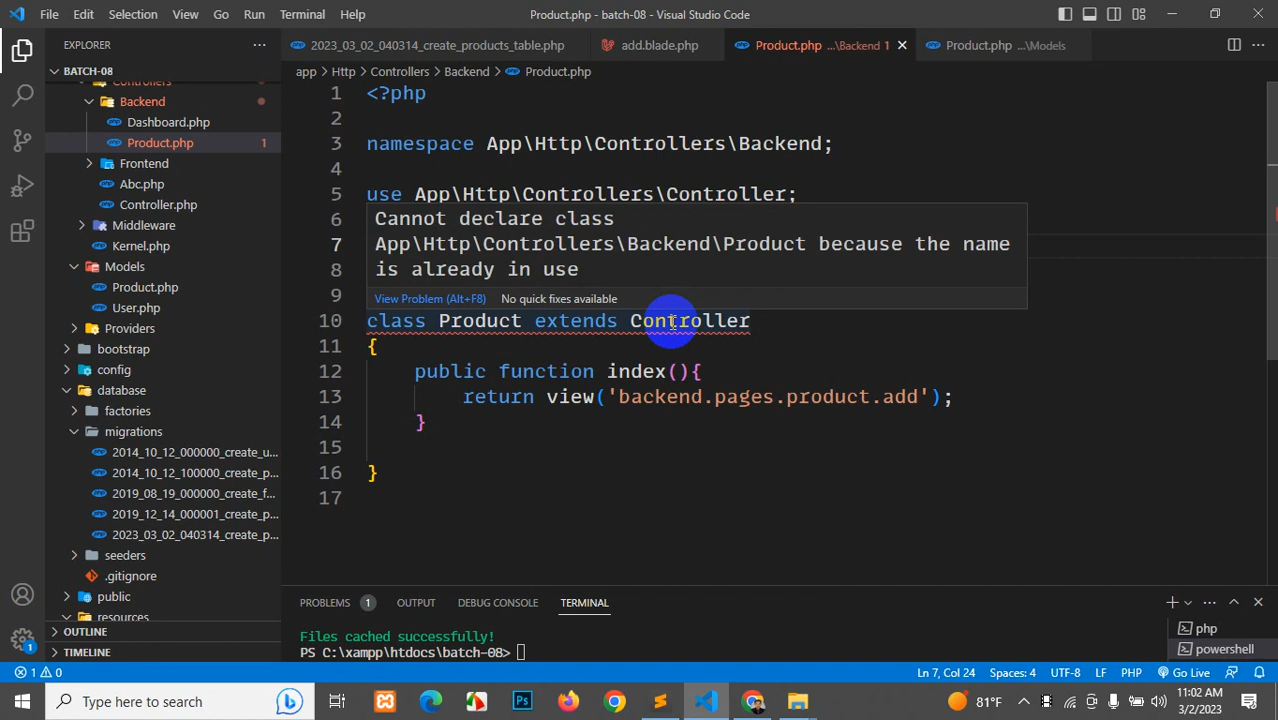 File Edit Selection View Go Run Terminal Help
Product.php - batch-08 - Visual Studio Code
EXPLORER
2023_03_02_040314_create_products_table.php
add.blade.php
Product.php ...\Backend 1
Product.php ...\Models
BATCH-08
app > Http > Controllers > Backend > Product.php
Controllers
Backend
Dashboard.php
Product.php 1
Frontend
Abc.php
Controller.php
Middleware
Kernel.php
Models
Product.php
User.php
Providers
bootstrap
config
database
factories
migrations
2014_10_12_000000_create_u...
2014_10_12_100000_create_p...
2019_08_19_000000_create_f...
2019_12_14_000001_create_p...
2023_03_02_040314_create_p...
seeders
.gitignore
public
resources
OUTLINE
TIMELINE
1 <?php
2
3 namespace App\Http\Controllers\Backend;
4
5 use App\Http\Controllers\Controller;
6
7
8
9
Cannot declare class
App\Http\Controllers\Backend\Product because the name
is already in use
View Problem (Alt+F8) No quick fixes available
10 class Product extends Controller
11 {
12 public function index(){
13 return view('backend.pages.product.add');
14 }
15
16 }
17
PROBLEMS 1 OUTPUT DEBUG CONSOLE TERMINAL
Files cached successfully!
PS C:\xampp\htdocs\batch-08>
php
powershell
1
1 0
Ln 7, Col 24 Spaces: 4 UTF-8 LF PHP Go Live
Type here to search
Ps
81°F
11:02 AM
3/2/2023